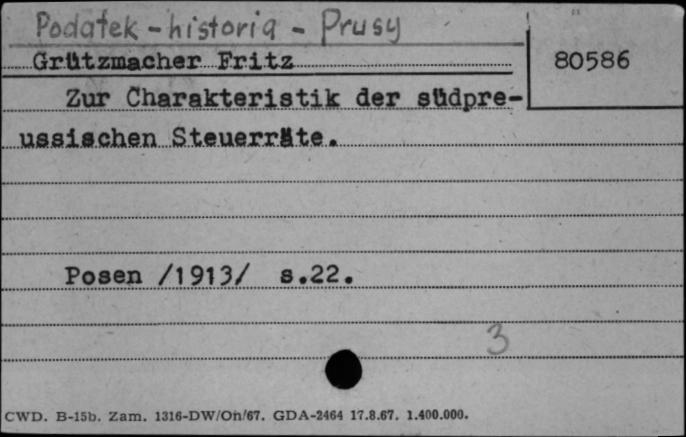 Podatek - historia - Prusy
Grützmacher Fritz
80586
Zur Charakteristik der südpre-
ussischen Steuerräte.
Posen /1913/ s.22.
3
CWD. B-15b. Zam. 1316-DW/On/67. GDA-2464 17.8.67. 1.400.000.